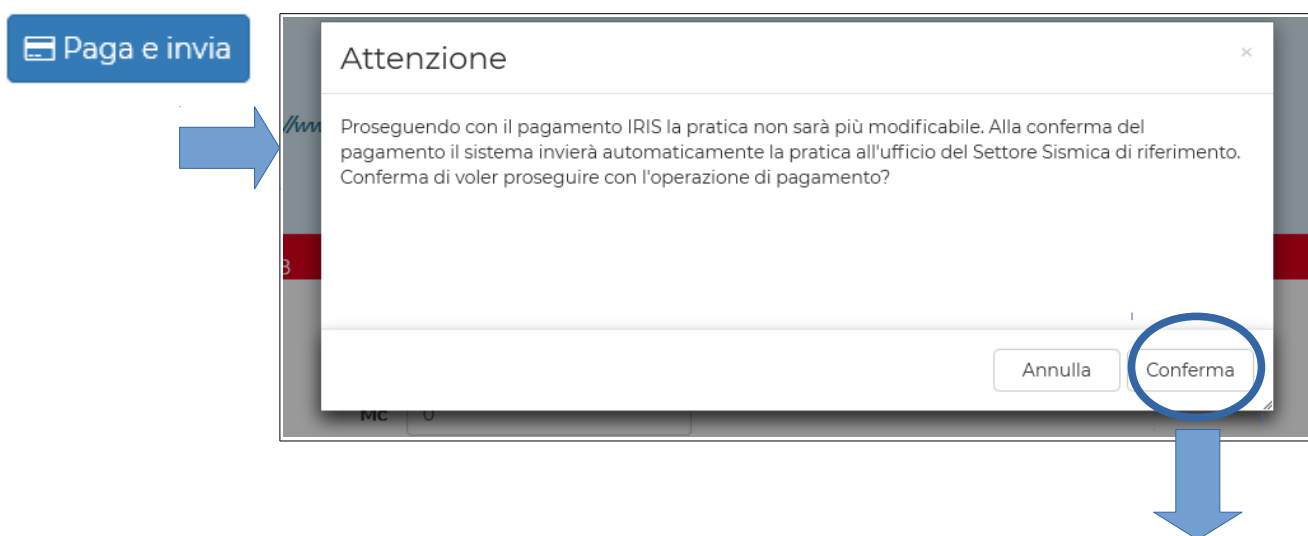 Paga e invia
Attenzione
×
//ww
Proseguendo con il pagamento IRIS la pratica non sarà più modificabile. Alla conferma del
pagamento il sistema invierà automaticamente la pratica all'ufficio del Settore Sismica di riferimento.
Conferma di voler proseguire con l'operazione di pagamento?
Annulla
Conferma
Mc 0